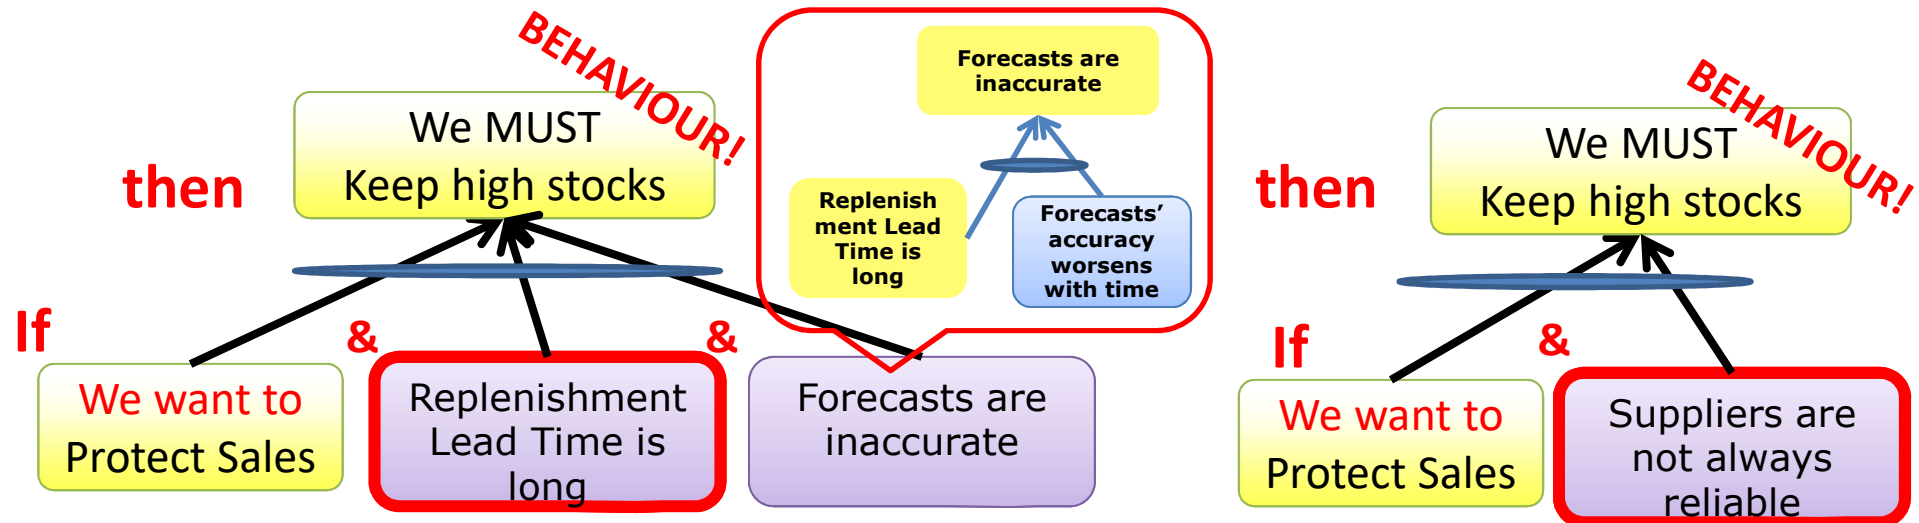 BEHAVIOUR!
We MUST
Keep high stocks
then
If
&
&
We want to
Protect Sales
Replenishment
Lead Time is
long
Forecasts are
inaccurate
Forecasts are
inaccurate
Replenish
ment Lead
Time is
long
Forecasts’
accuracy
worsens
with time
BEHAVIOUR!
We MUST
Keep high stocks
then
If
&
We want to
Protect Sales
Suppliers are
not always
reliable